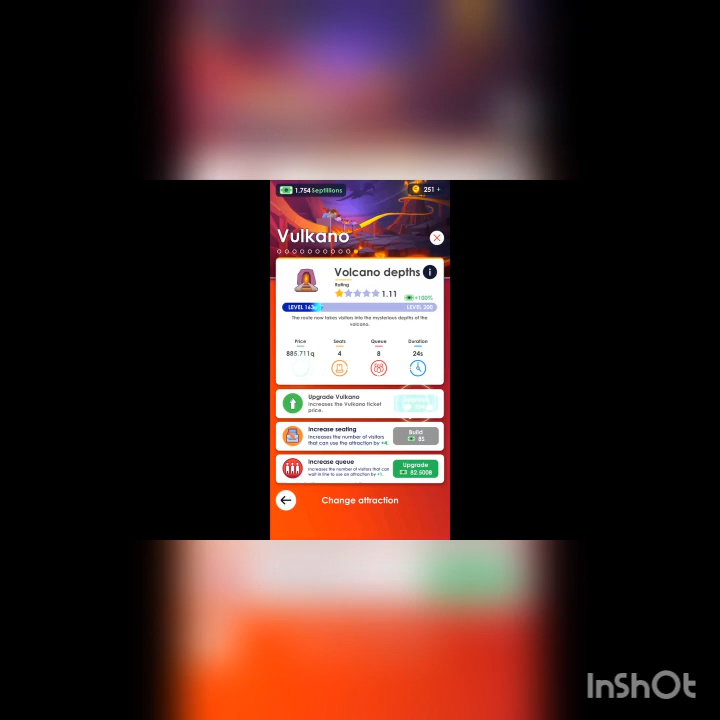 1.754 Septillions
251 +
Vulkano
Volcano depths
Rating
1.11
+100%
LEVEL 163
LEVEL 200
The route now takes visitors into the mysterious depths of the
volcano.
Price Seats Queue Duration
885.711q 4 8 24s
Upgrade Vulkano
Increases the Vulkano ticket
price.
Increase seating
Increases the number of visitors
that can use the attraction by +4.
Build
85
Increase queue
Increases the number of visitors that can
wait in line to use an attraction by +1.
Upgrade
82.500B
Change attraction
InShOt